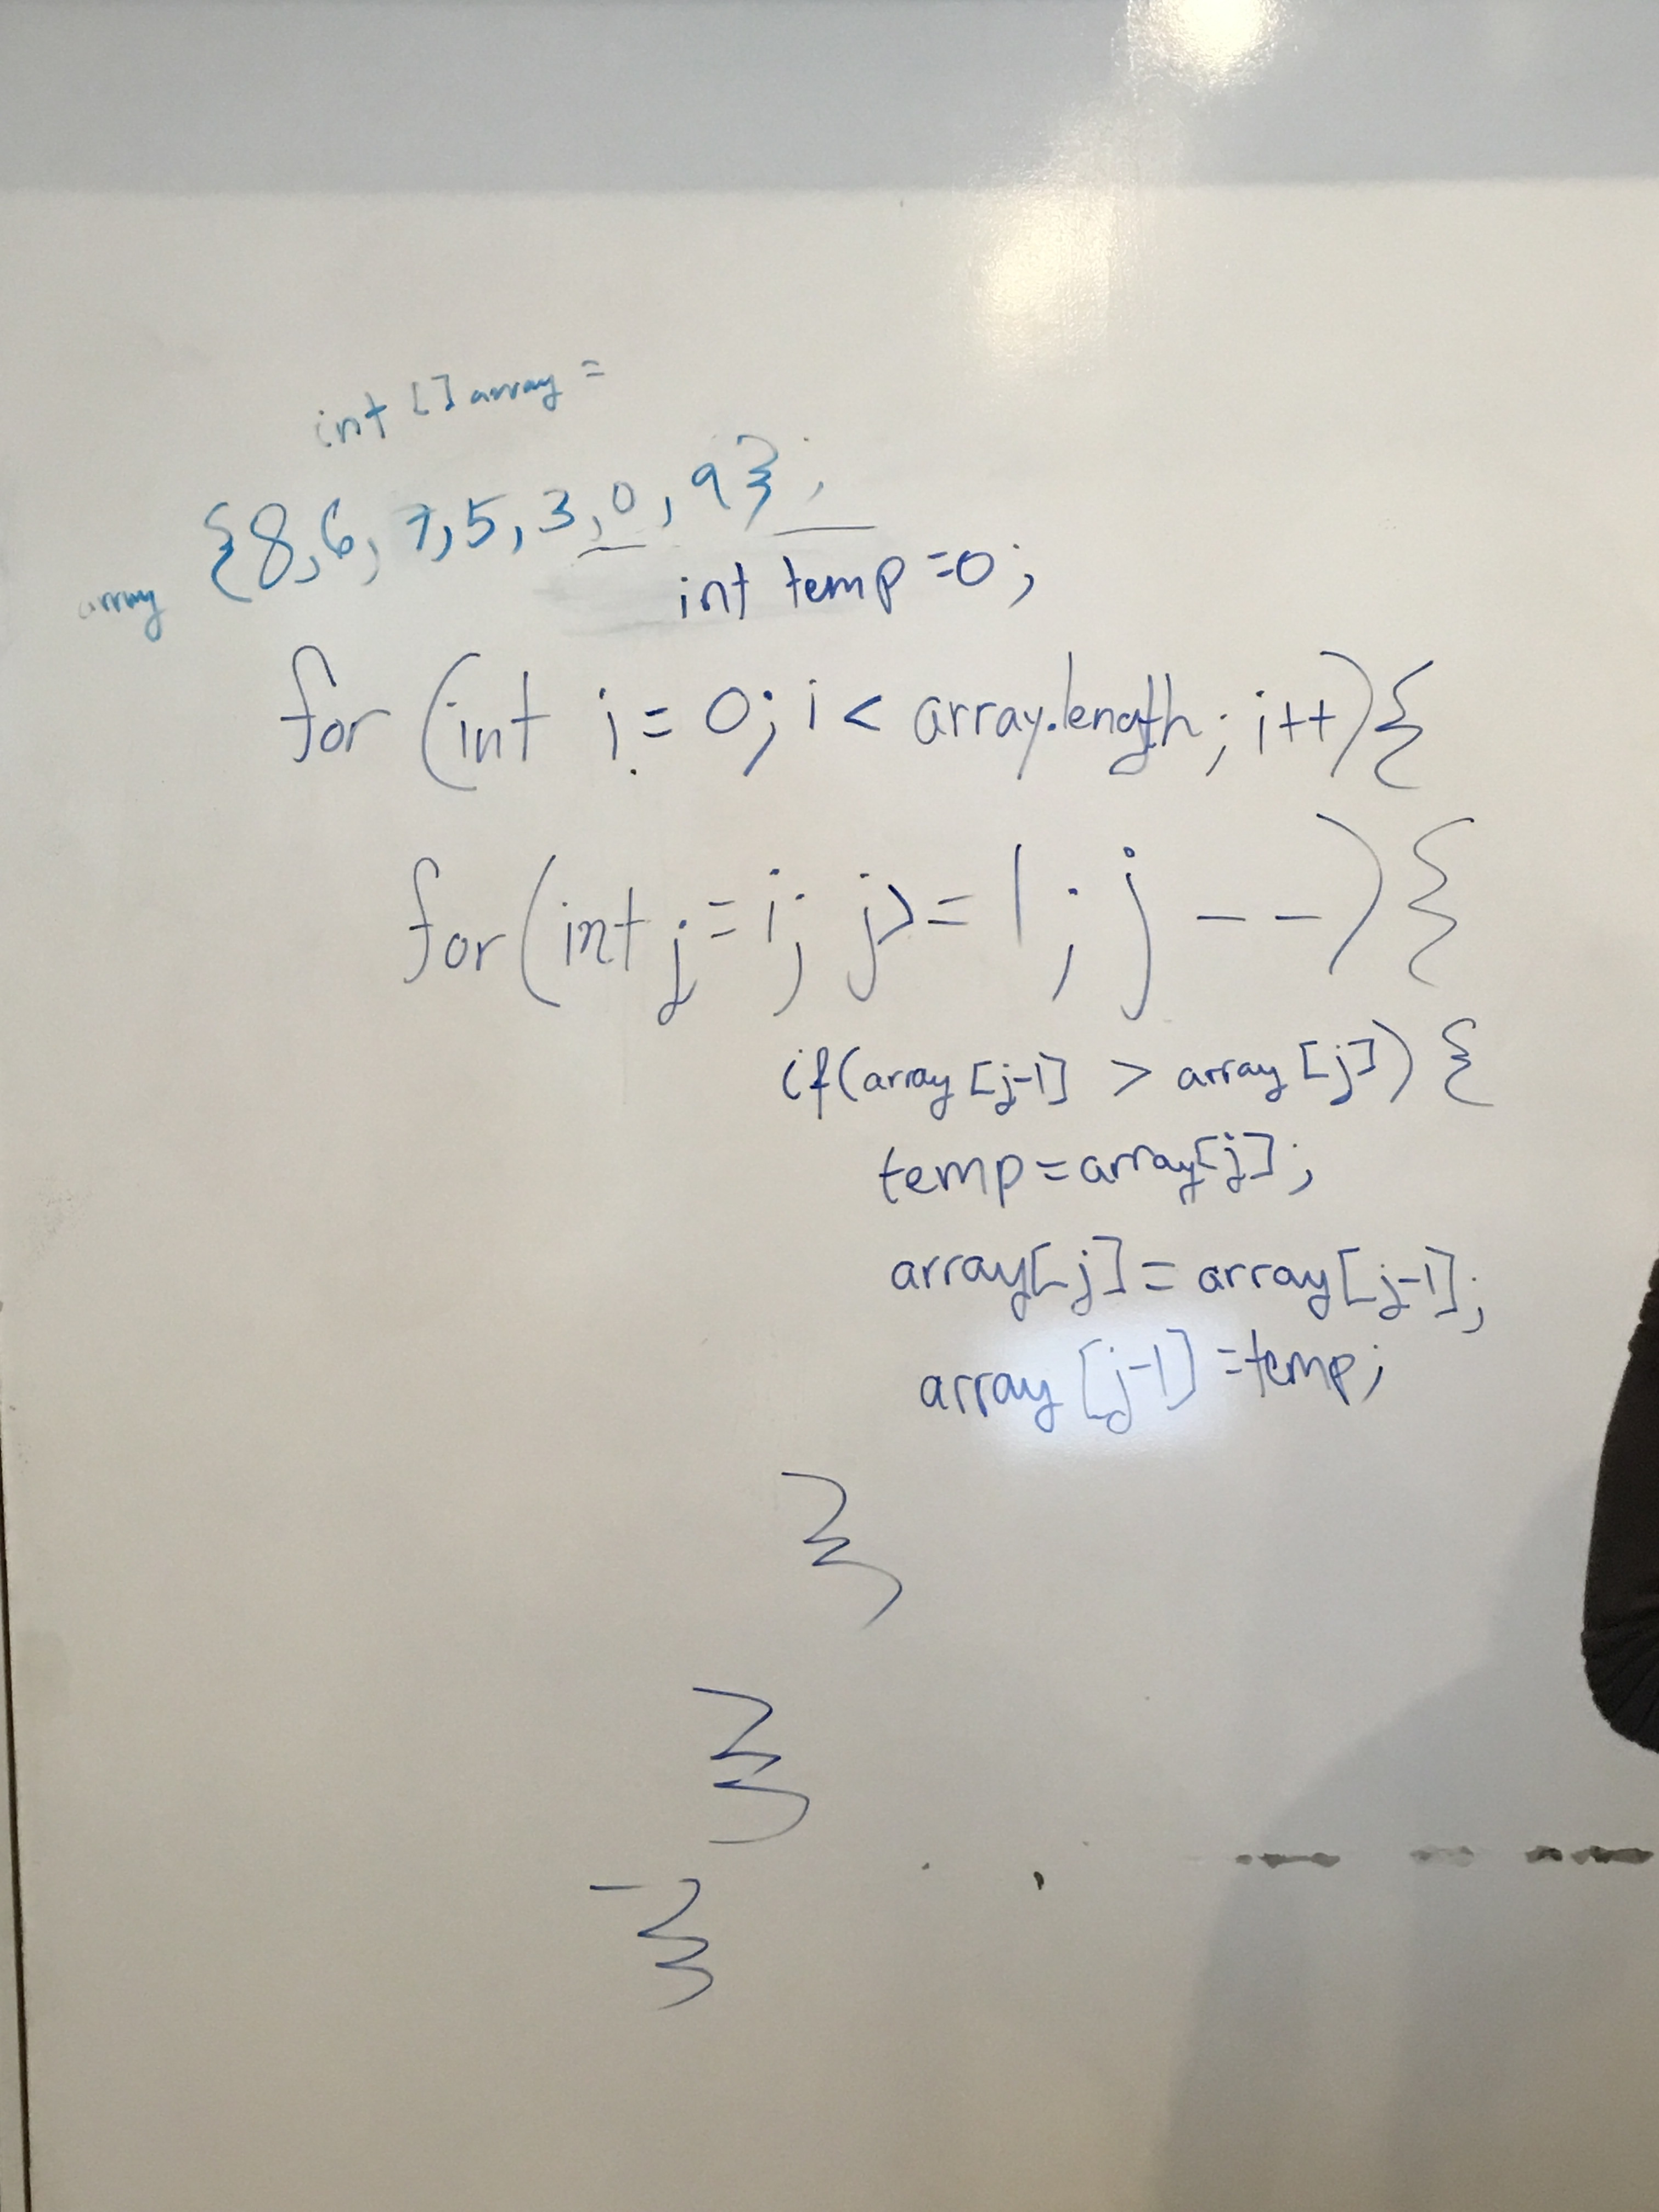 int [] array =
{8,6,7,5,3,0,9};
array
int temp =0;
for (int i = 0; i < array.length; i++){
for(int j=i; j>=1; j--){
if(array[j-1] > array[j]) {
temp=array[j];
array[j]=array[j-1];
array[j-1]=temp;
}
}
}